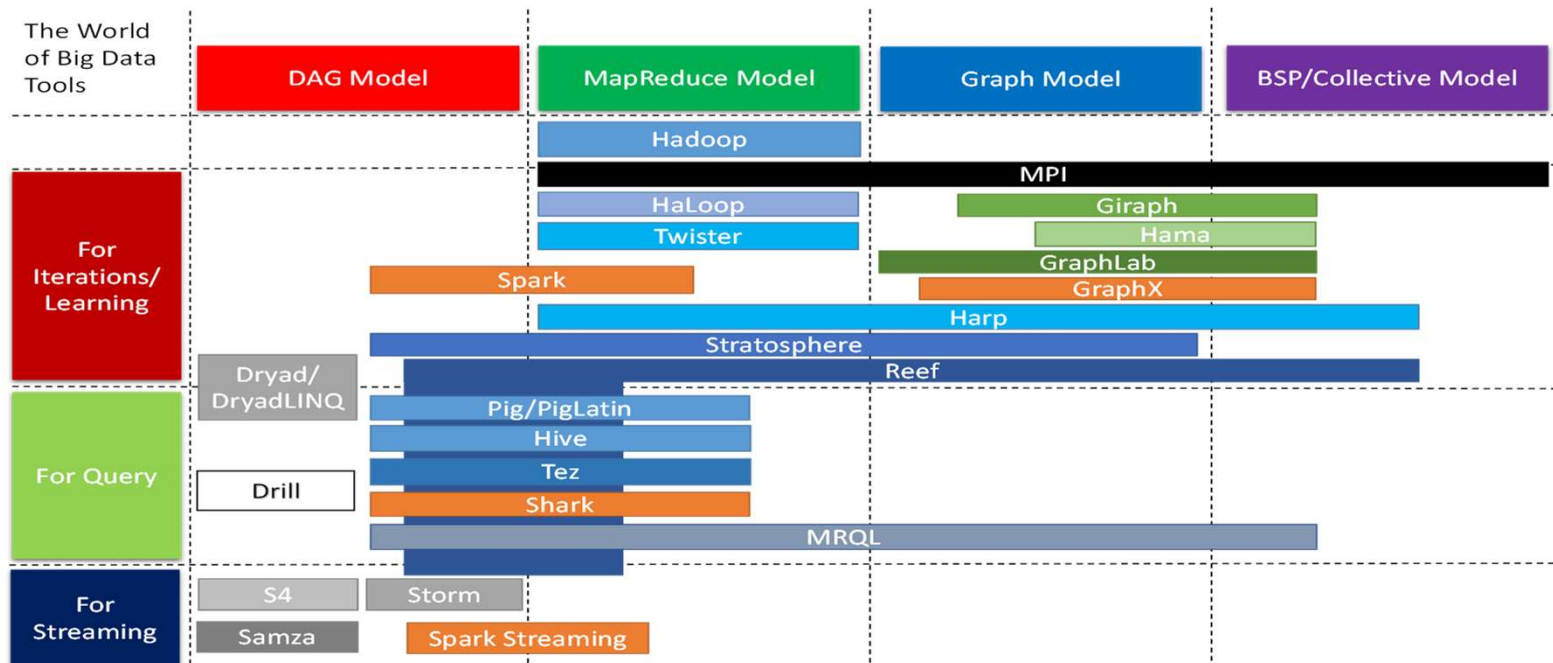 The World
of Big Data
Tools
DAG Model
MapReduce Model
Graph Model
BSP/Collective Model
Hadoop
MPI
For
Iterations/
Learning
HaLoop
Giraph
Twister
Hama
GraphLab
Spark
GraphX
Harp
Stratosphere
Reef
Dryad/
DryadLINQ
For Query
Pig/PigLatin
Hive
Tez
Drill
Shark
MRQL
For
Streaming
S4
Storm
Samza
Spark Streaming